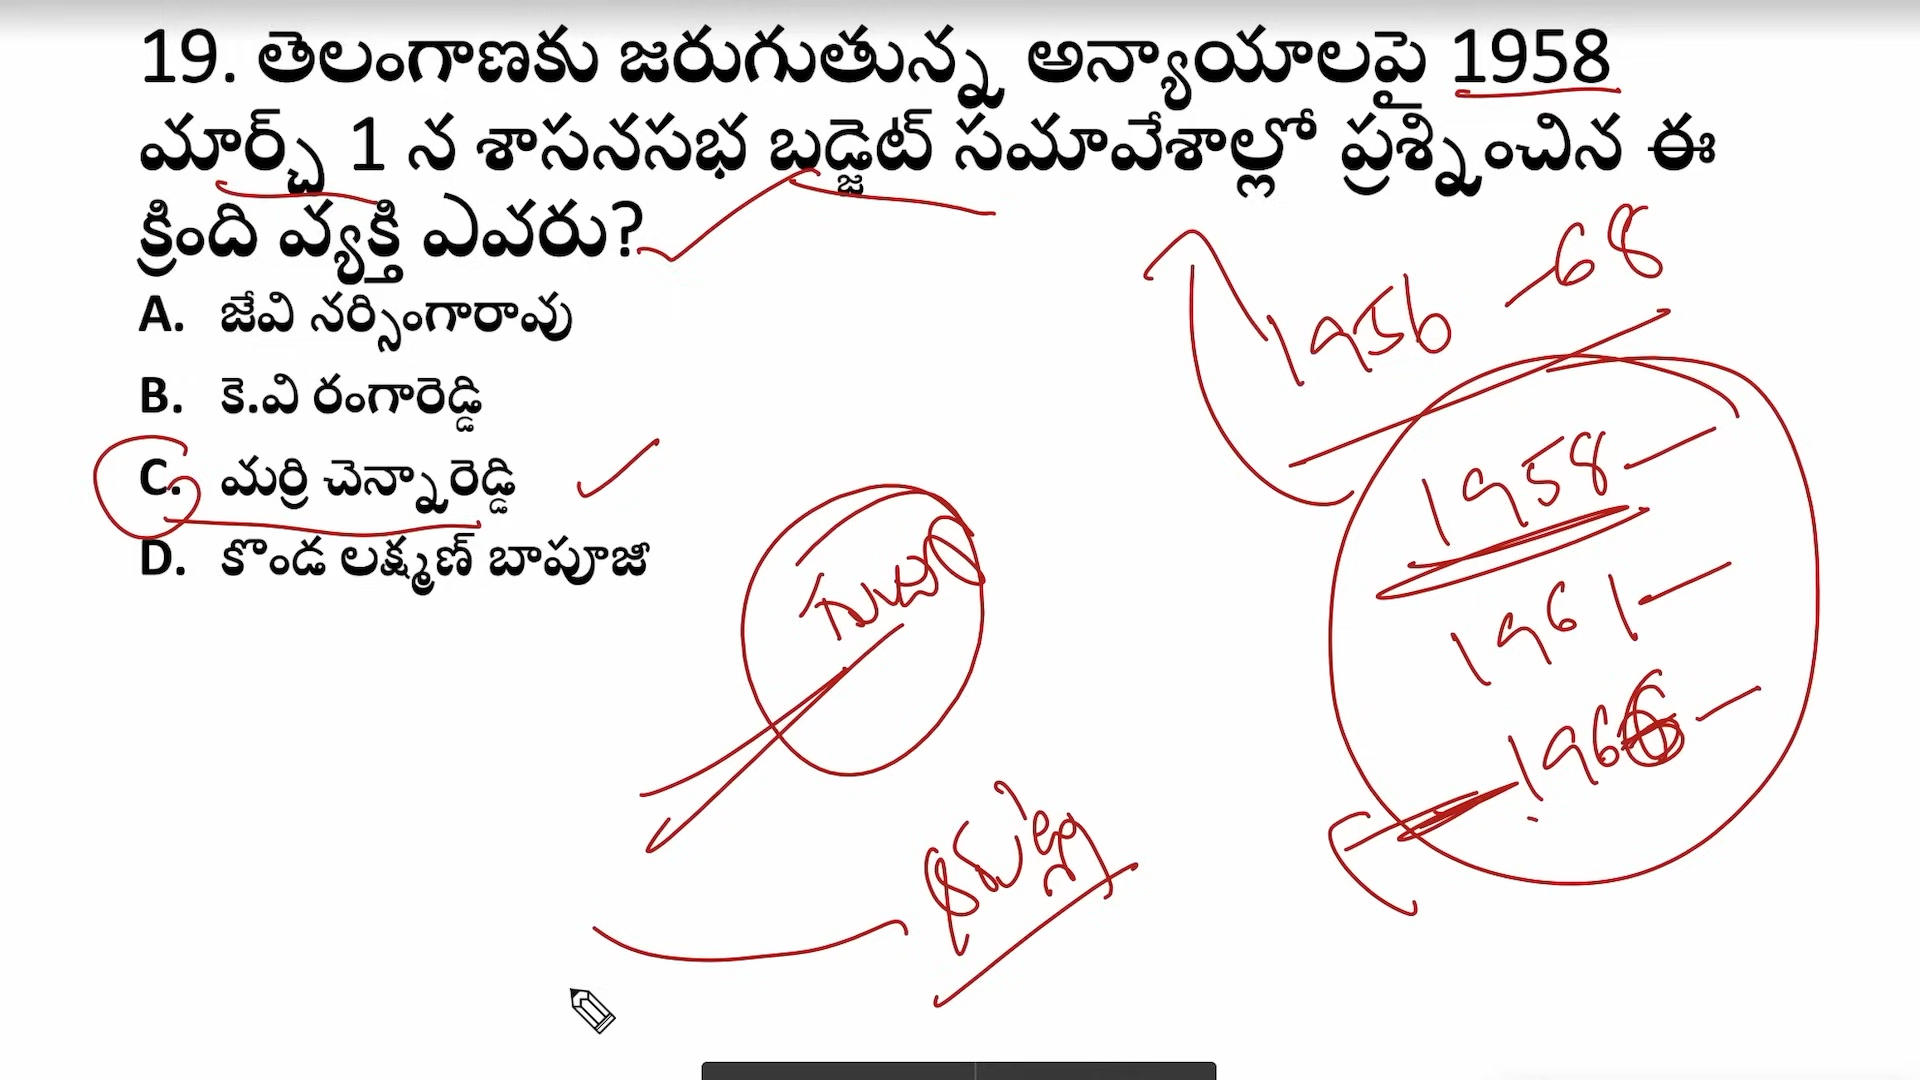 19. తెలంగాణకు జరుగుతున్న అన్యాయాలపై 1958
మార్చ్ 1 న శాసనసభ బడ్జెట్ సమావేశాల్లో ప్రశ్నించిన ఈ
క్రింది వ్యక్తి ఎవరు?
A. జేవి నర్సింగారావు
B. కె.వి రంగారెడ్డి
C. మర్రి చెన్నారెడ్డి
D. కొండ లక్ష్మణ్ బాపూజీ
1956 - 68
1958 -
1961 -